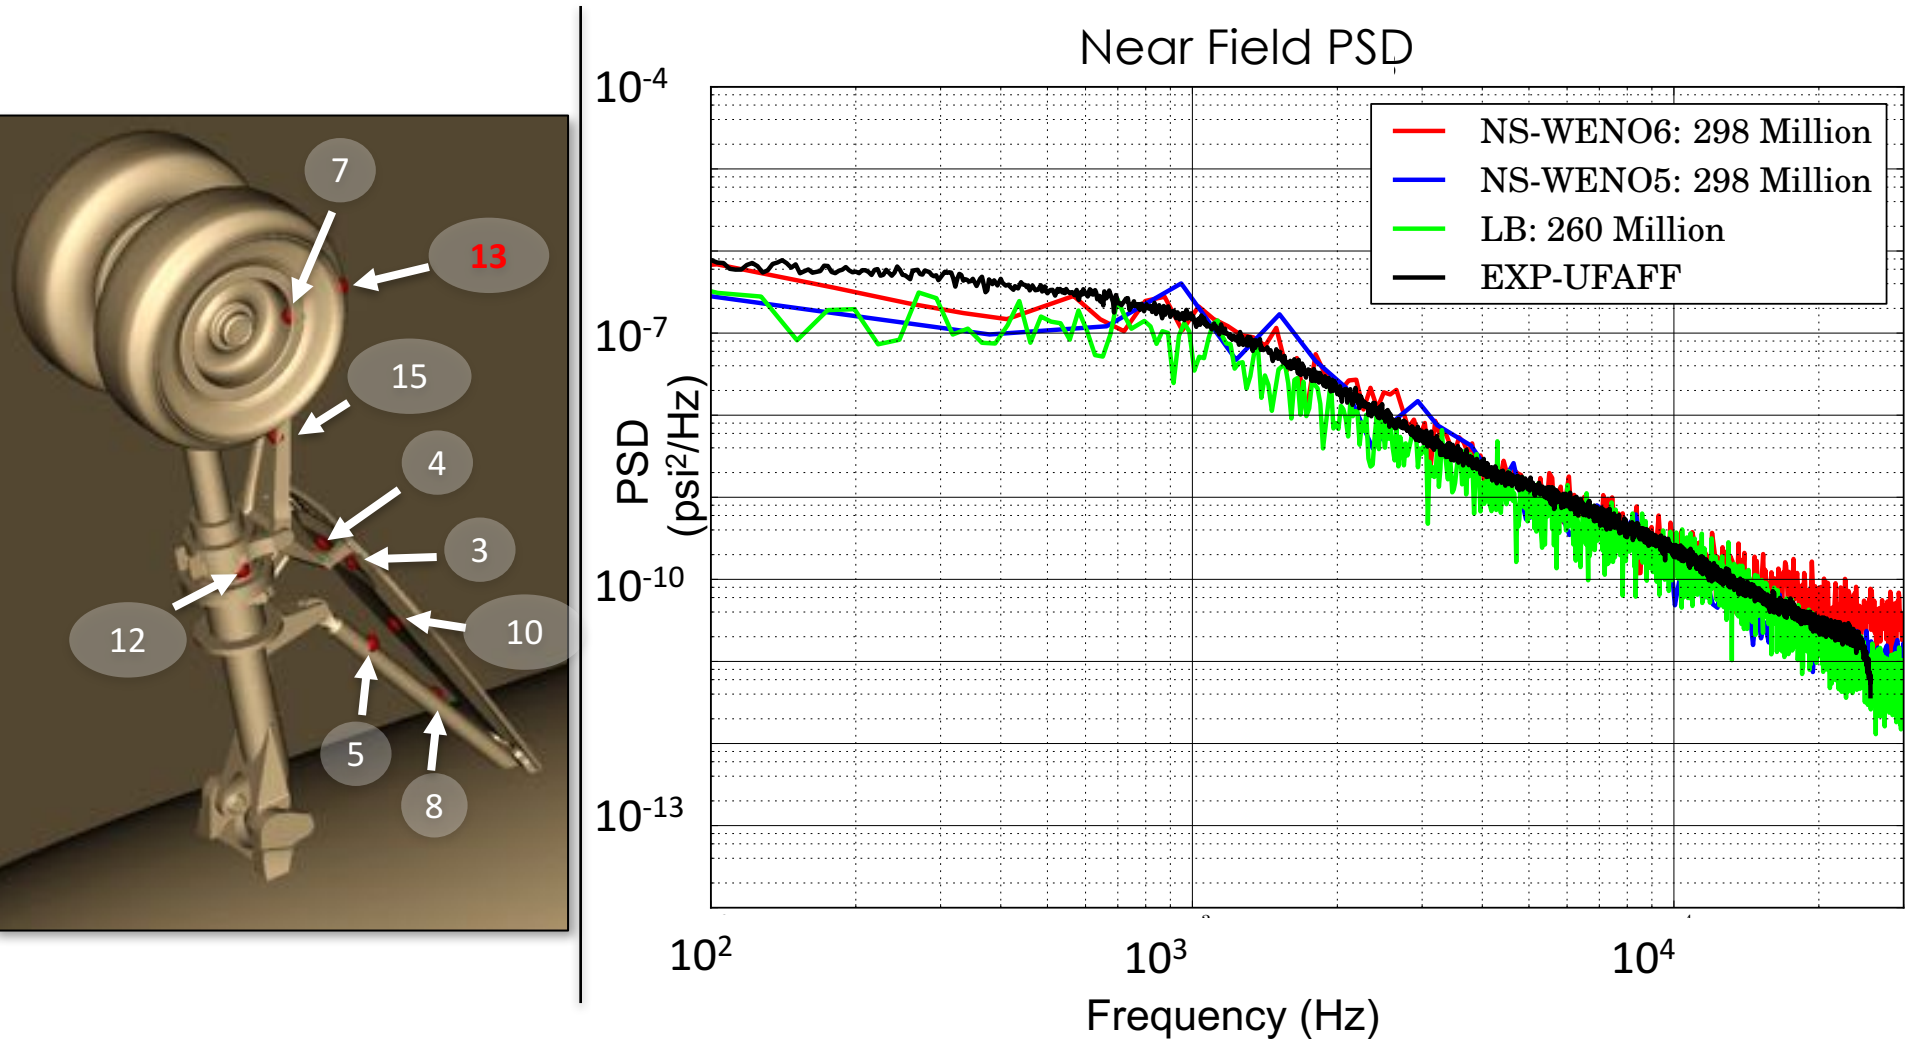 7
13
15
4
3
12
10
5
8
Near Field PSD
10-4
10-7
10-10
10-13
PSD
(psi2/Hz)
NS-WENO6: 298 Million
NS-WENO5: 298 Million
LB: 260 Million
EXP-UFAFF
102
103
104
Frequency (Hz)